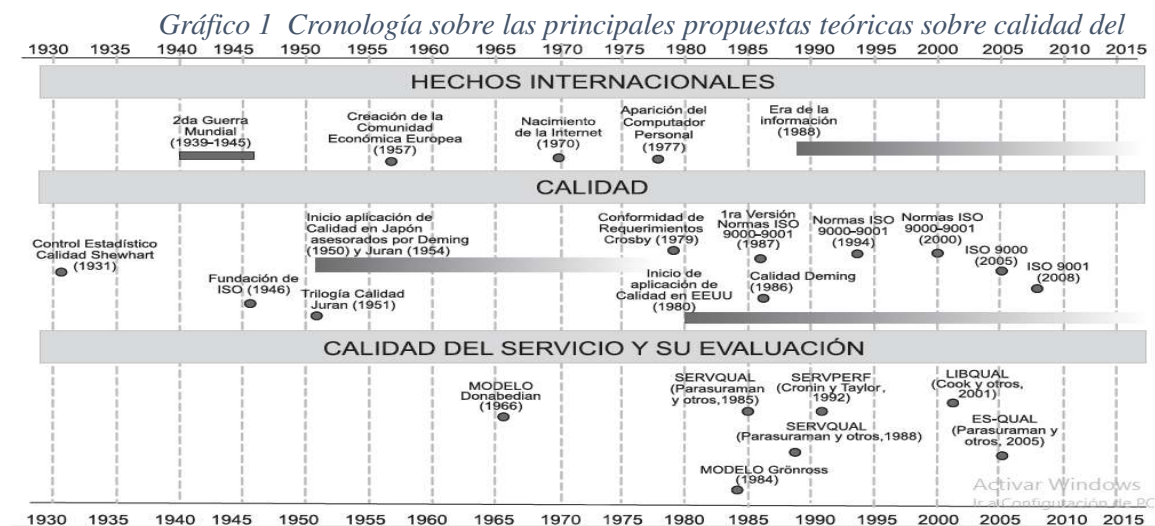 Gráfico 1 Cronología sobre las principales propuestas teóricas sobre calidad del
1930 1935 1940 1945 1950 1955 1960 1965 1970 1975 1980 1985 1990 1995 2000 2005 2010 2015
HECHOS INTERNACIONALES
2da Guerra
Mundial
(1939-1945)
Creación de la
Comunidad
Económica Europea
(1957)
Nacimiento
de la Internet
(1970)
Aparición del
Computador
Personal
(1977)
Era de la
información
(1988)
CALIDAD
Control Estadístico
Calidad Shewhart
(1931)
Fundación de
ISO (1946)
Inicio aplicación de
Calidad en Japón
asesorados por Deming
(1950) y Juran (1954)
Trilogía Calidad
Juran (1951)
Conformidad de
Requerimientos
Crosby (1979)
Inicio de
aplicación de
Calidad en EEUU
(1980)
1ra Versión
Normas ISO
9000-9001
(1987)
Calidad Deming
(1986)
Normas ISO
9000-9001
(1994)
Normas ISO
9000-9001
(2000)
ISO 9000
(2005)
ISO 9001
(2008)
CALIDAD DEL SERVICIO Y SU EVALUACIÓN
MODELO
Donabedian
(1966)
SERVQUAL
(Parasuraman
y otros,1985)
SERVPERF
(Cronin y Taylor,
1992)
SERVQUAL
(Parasuraman y otros,1988)
MODELO Grönross
(1984)
LIBQUAL
(Cook y otros,
2001)
ES-QUAL
(Parasuraman y
otros, 2005)
Activar Windows
Ir a Configuración de PC
1930 1935 1940 1945 1950 1955 1960 1965 1970 1975 1980 1985 1990 1995 2000 2005 2010 2015